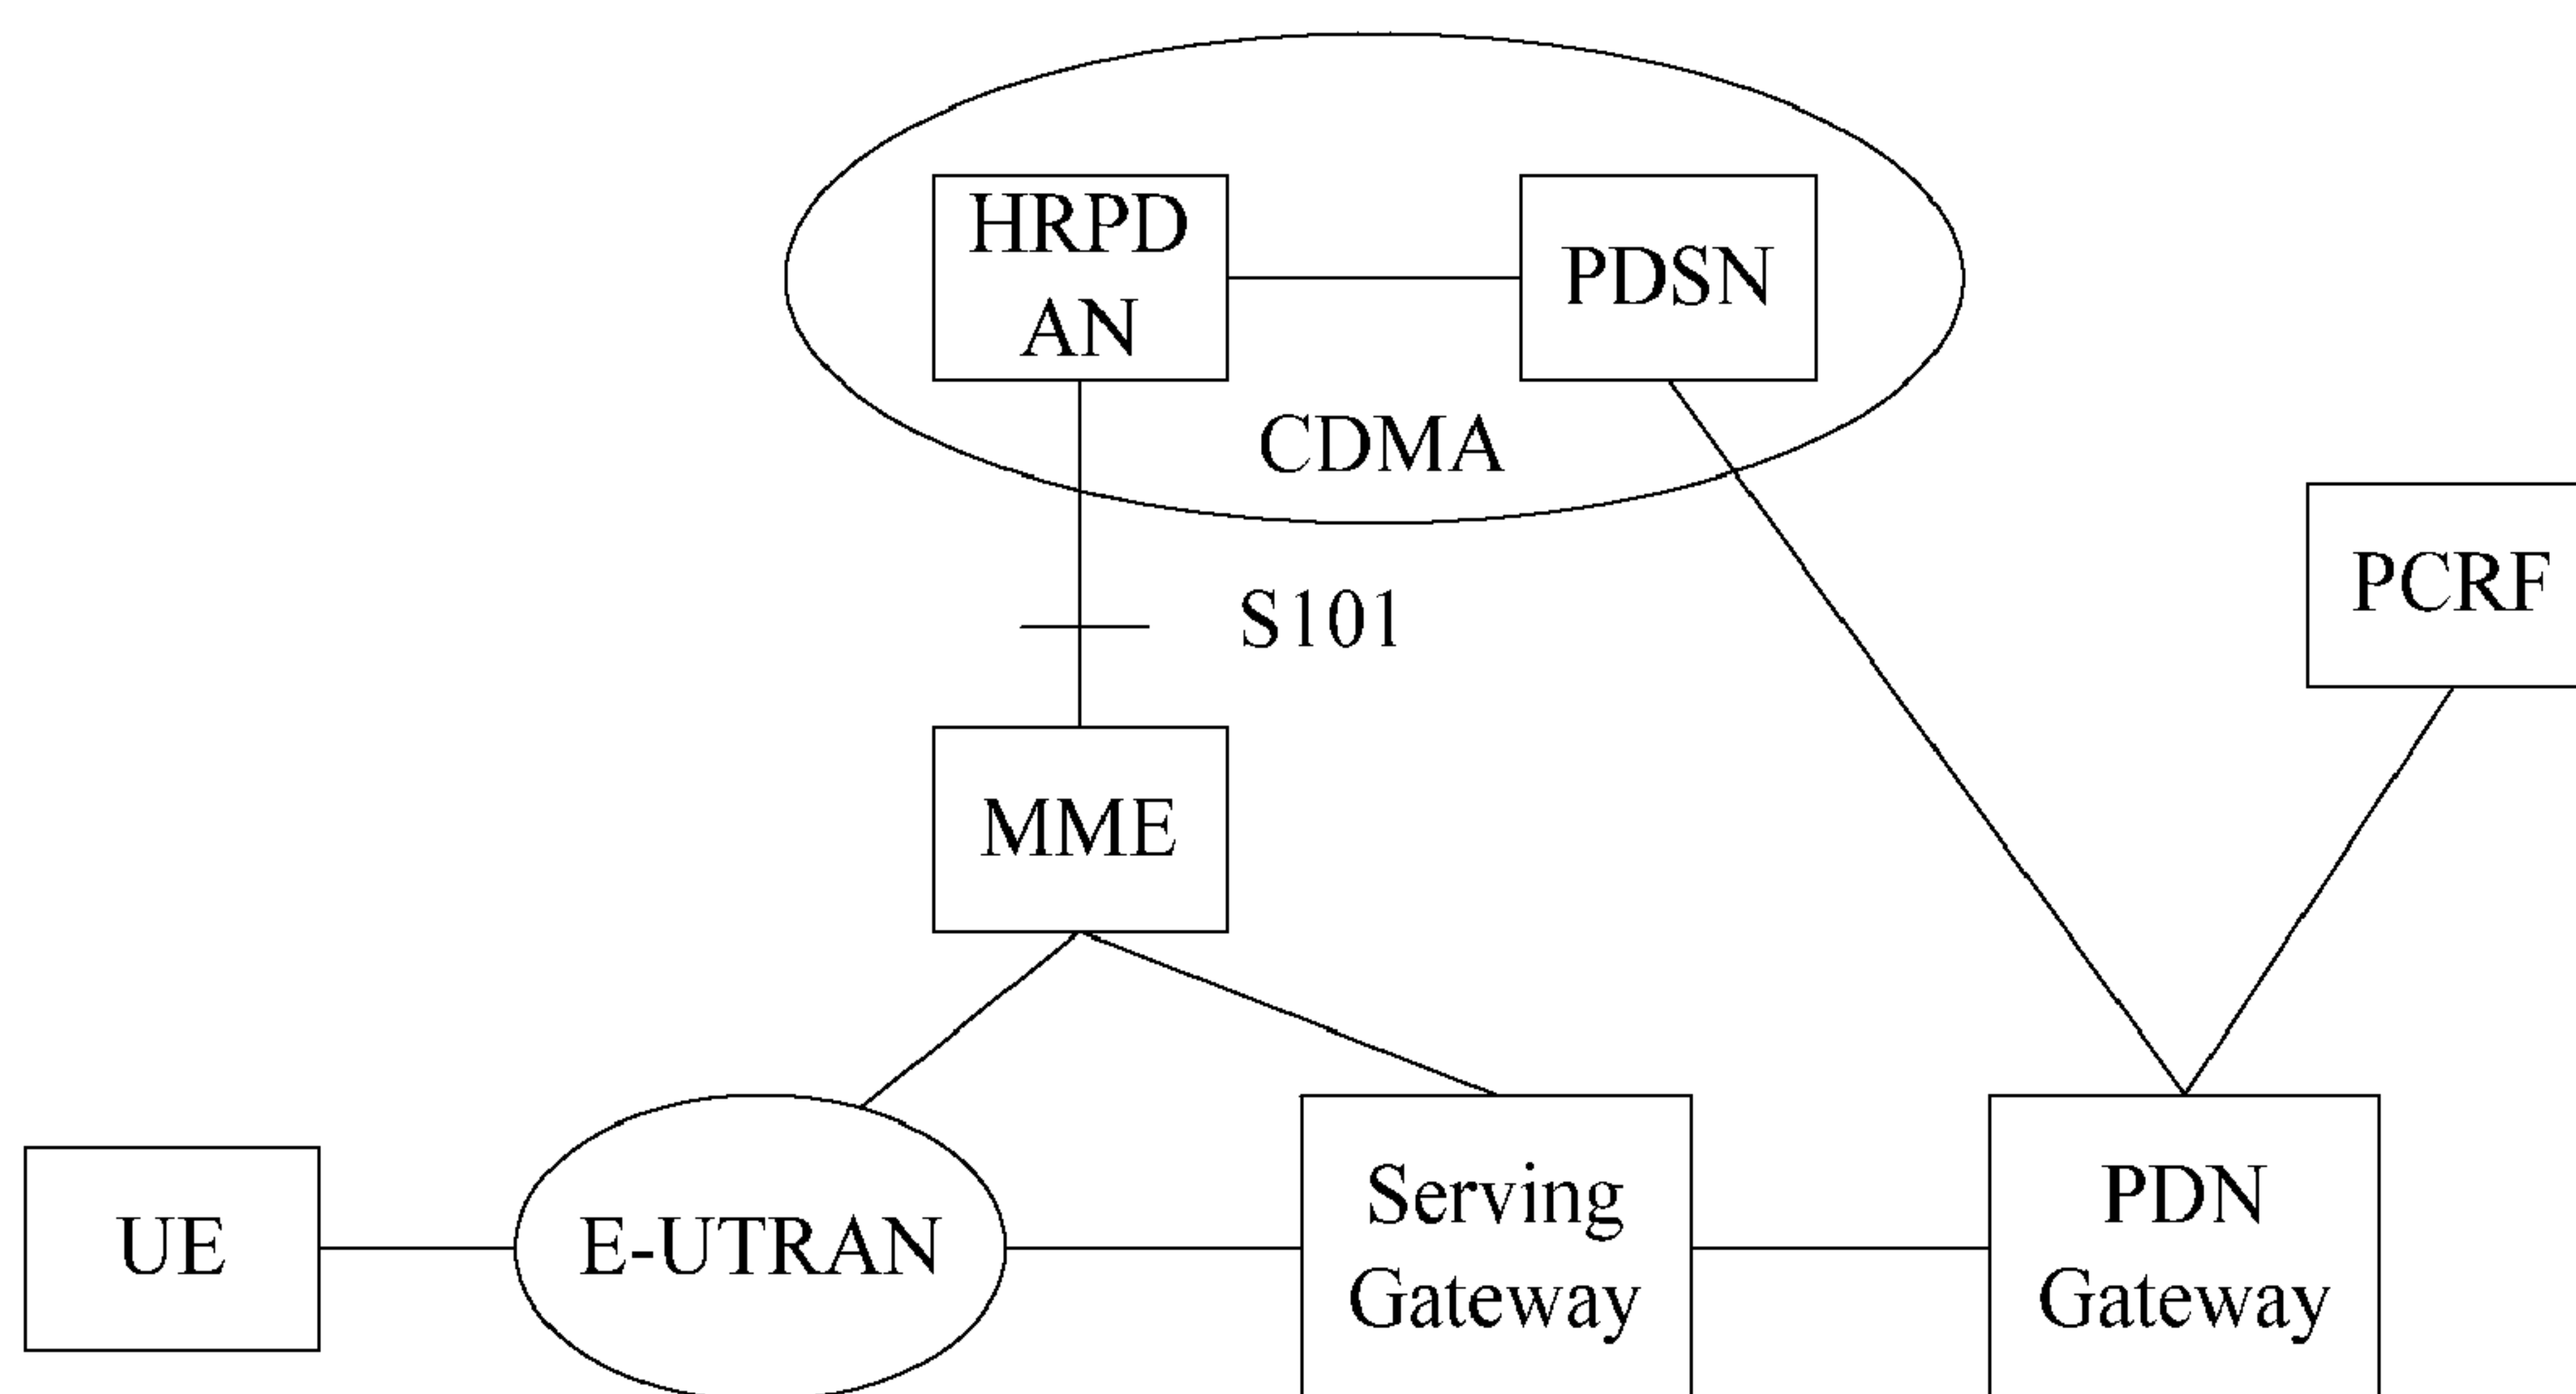 HRPD
AN
PDSN
CDMA
S101
PCRF
MME
UE
E-UTRAN
Serving
Gateway
PDN
Gateway